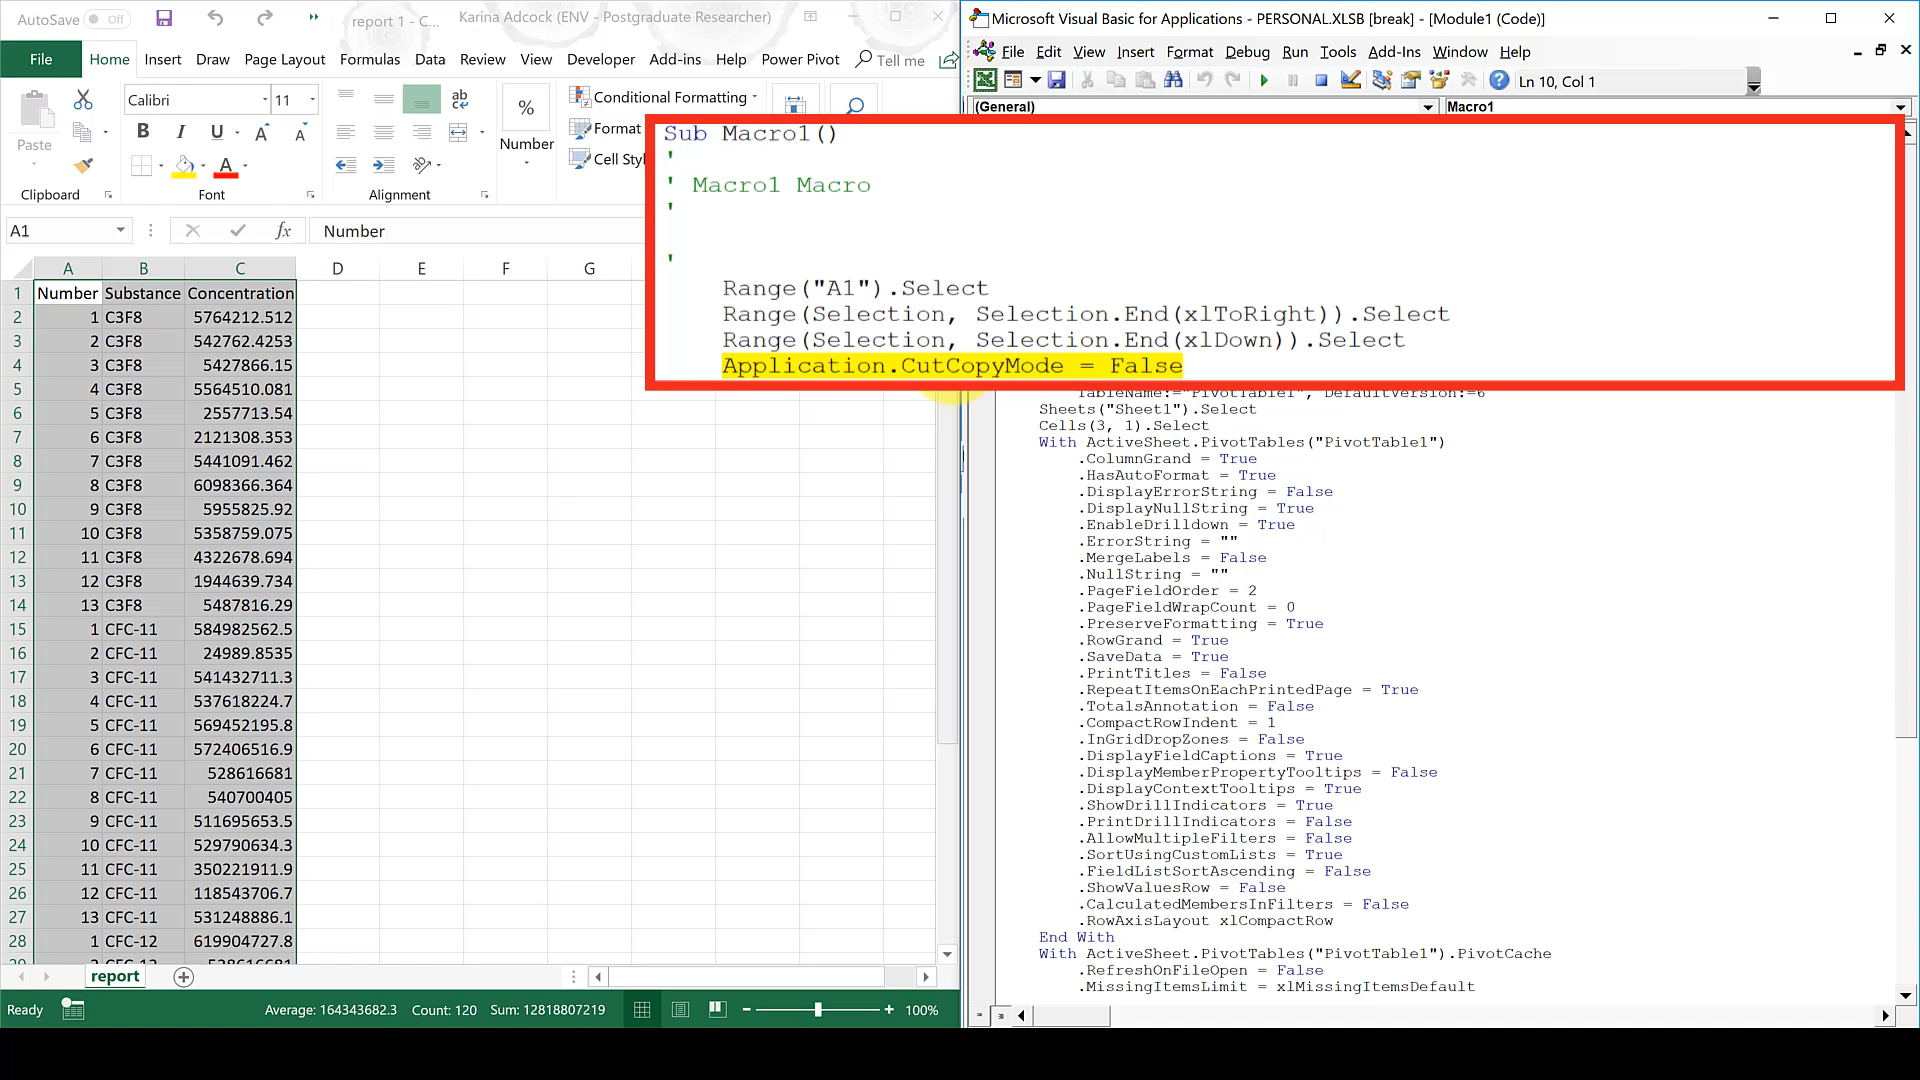 AutoSave Off
report 1 - C...
Karina Adcock (ENV - Postgraduate Researcher)
File Home Insert Draw Page Layout Formulas Data Review View Developer Add-ins Help Power Pivot Tell me
Calibri 11
ab
%
Conditional Formatting
B I U A A
Format
Paste
Number
Cell Sty
A
Clipboard Font Alignment
A1 fx Number
A B C D E F G
1 Number Substance Concentration
2 1 C3F8 5764212.512
3 2 C3F8 542762.4253
4 3 C3F8 5427866.15
5 4 C3F8 5564510.081
6 5 C3F8 2557713.54
7 6 C3F8 2121308.353
8 7 C3F8 5441091.462
9 8 C3F8 6098366.364
10 9 C3F8 5955825.92
11 10 C3F8 5358759.075
12 11 C3F8 4322678.694
13 12 C3F8 1944639.734
14 13 C3F8 5487816.29
15 1 CFC-11 584982562.5
16 2 CFC-11 24989.8535
17 3 CFC-11 541432711.3
18 4 CFC-11 537618224.7
19 5 CFC-11 569452195.8
20 6 CFC-11 572406516.9
21 7 CFC-11 528616681
22 8 CFC-11 540700405
23 9 CFC-11 511695653.5
24 10 CFC-11 529790634.3
25 11 CFC-11 350221911.9
26 12 CFC-11 118543706.7
27 13 CFC-11 531248886.1
28 1 CFC-12 619904727.8
report
Ready Average: 164343682.3 Count: 120 Sum: 12818807219 100%
Microsoft Visual Basic for Applications - PERSONAL.XLSB [break] - [Module1 (Code)]
File Edit View Insert Format Debug Run Tools Add-Ins Window Help
Ln 10, Col 1
(General) Macro1
Sub Macro1()
'
' Macro1 Macro
'
'
Range("A1").Select
Range(Selection, Selection.End(xlToRight)).Select
Range(Selection, Selection.End(xlDown)).Select
Application.CutCopyMode = False
TableName:="PivotTable1", DefaultVersion:=6
Sheets("Sheet1").Select
Cells(3, 1).Select
With ActiveSheet.PivotTables("PivotTable1")
.ColumnGrand = True
.HasAutoFormat = True
.DisplayErrorString = False
.DisplayNullString = True
.EnableDrilldown = True
.ErrorString = ""
.MergeLabels = False
.NullString = ""
.PageFieldOrder = 2
.PageFieldWrapCount = 0
.PreserveFormatting = True
.RowGrand = True
.SaveData = True
.PrintTitles = False
.RepeatItemsOnEachPrintedPage = True
.TotalsAnnotation = False
.CompactRowIndent = 1
.InGridDropZones = False
.DisplayFieldCaptions = True
.DisplayMemberPropertyTooltips = False
.DisplayContextTooltips = True
.ShowDrillIndicators = True
.PrintDrillIndicators = False
.AllowMultipleFilters = False
.SortUsingCustomLists = True
.FieldListSortAscending = False
.ShowValuesRow = False
.CalculatedMembersInFilters = False
.RowAxisLayout xlCompactRow
End With
With ActiveSheet.PivotTables("PivotTable1").PivotCache
.RefreshOnFileOpen = False
.MissingItemsLimit = xlMissingItemsDefault